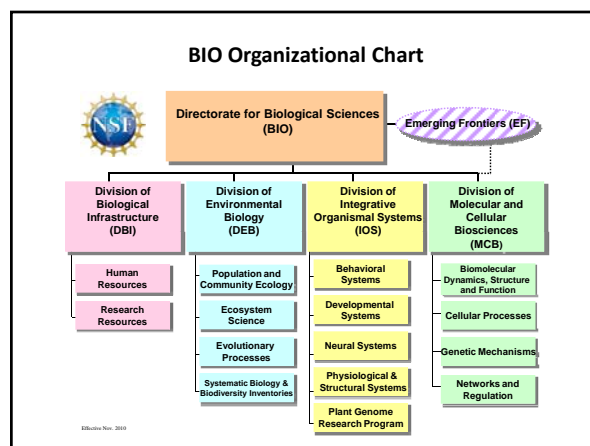 BIO Organizational Chart
NSF
Directorate for Biological Sciences
(BIO)
Emerging Frontiers (EF)
Division of
Biological
Infrastructure
(DBI)
Human
Resources
Research
Resources
Division of
Environmental
Biology
(DEB)
Population and
Community Ecology
Ecosystem
Science
Evolutionary
Processes
Systematic Biology &
Biodiversity Inventories
Division of
Integrative
Organismal Systems
(IOS)
Behavioral
Systems
Developmental
Systems
Neural Systems
Physiological &
Structural Systems
Plant Genome
Research Program
Division of
Molecular and
Cellular
Biosciences
(MCB)
Biomolecular
Dynamics, Structure
and Function
Cellular Processes
Genetic Mechanisms
Networks and
Regulation
Effective Nov. 2010